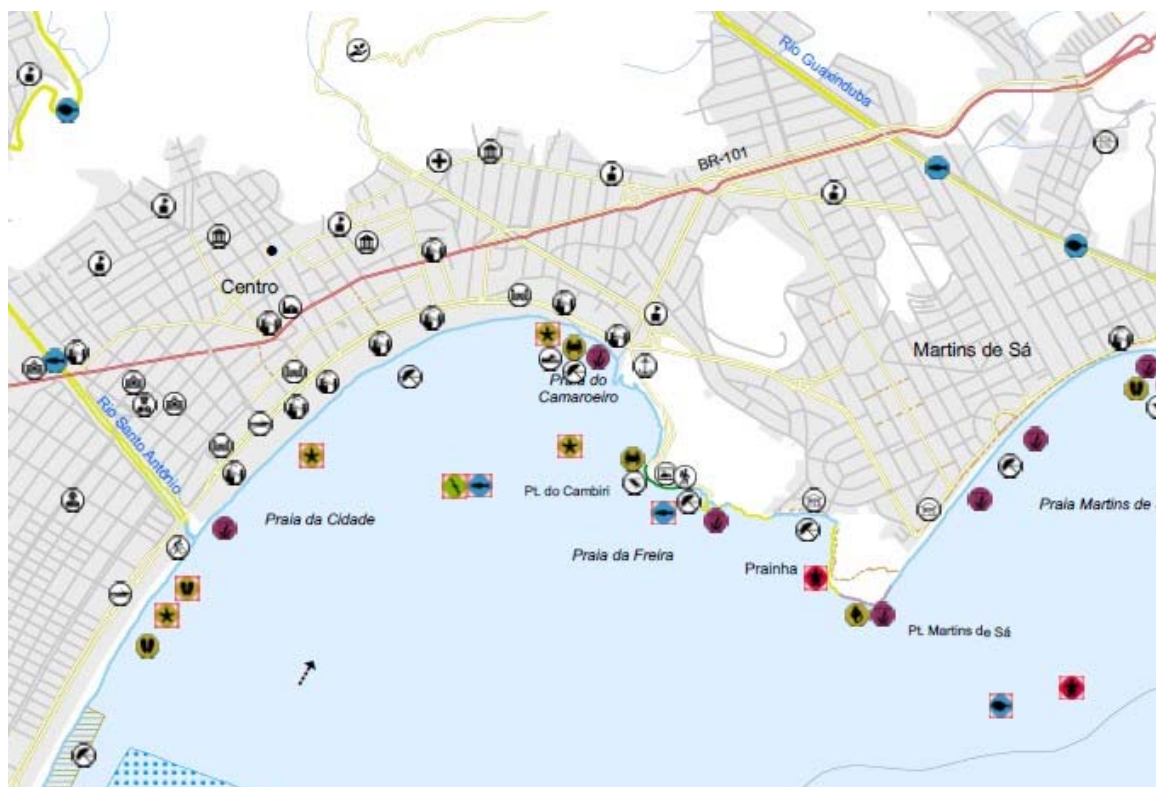 Rio Guaxinduba
BR-101
Centro
Martins de Sá
Praia do
Camaroeiro
Rio Santo Antônio
Pt. do Cambiri
Praia da Cidade
Praia Martins de
Praia da Freira
Prainha
Pt. Martins de Sá